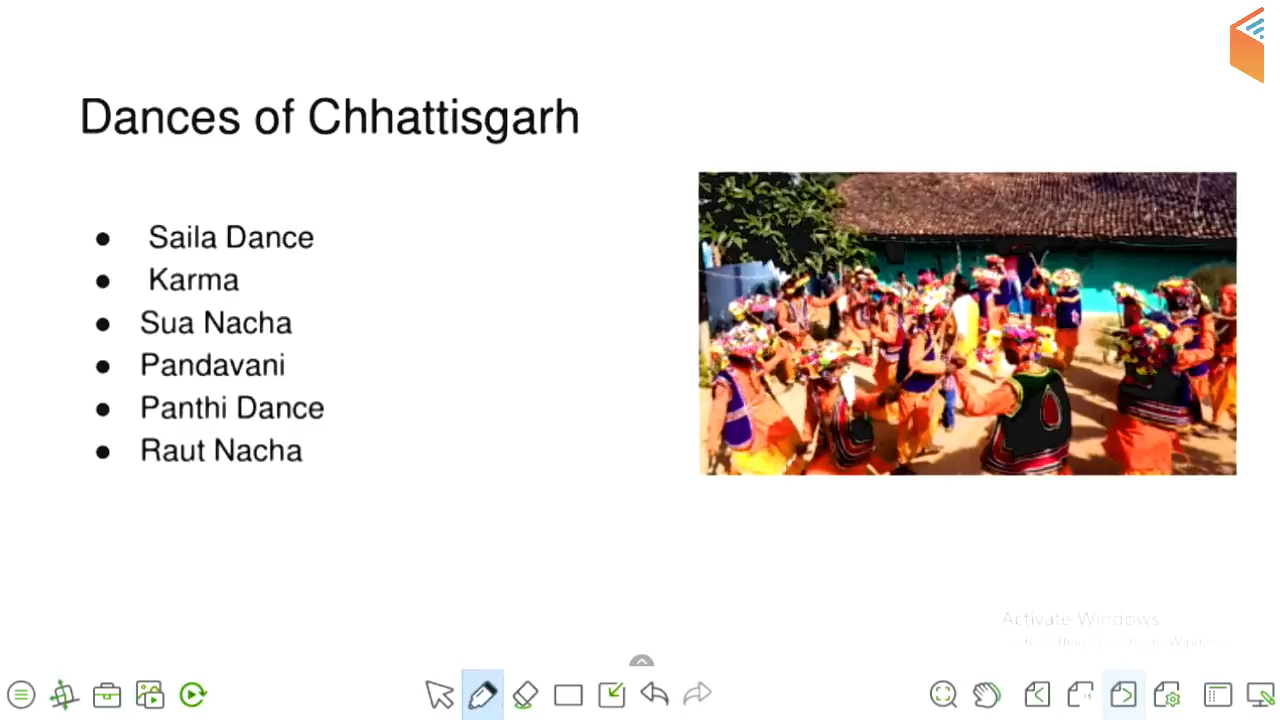 Dances of Chhattisgarh
● Saila Dance
● Karma
● Sua Nacha
● Pandavani
● Panthi Dance
● Raut Nacha
Activate Windows